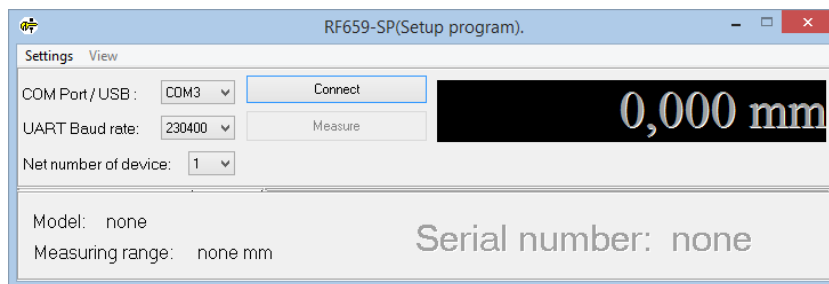 RF659-SP(Setup program).
Settings View
COM Port / USB : COM3 Connect
0,000 mm
UART Baud rate: 230400 Measure
Net number of device: 1
Model: none
Serial number: none
Measuring range: none mm